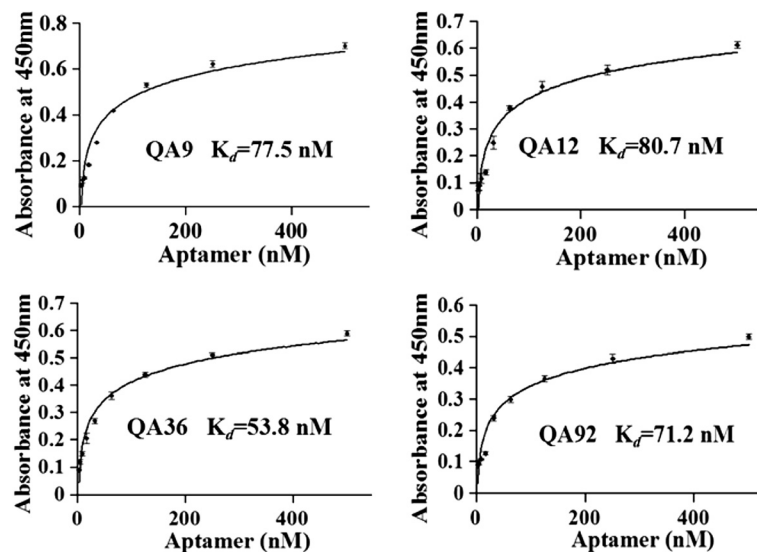 Absorbance at 450nm
0.8
0.6
0.4
0.2
0
QA9 K_d=77.5 nM
0 200 400
Aptamer (nM)
Absorbance at 450nm
0.7
0.6
0.5
0.4
0.3
0.2
0.1
0
QA12 K_d=80.7 nM
0 200 400
Aptamer (nM)
Absorbance at 450nm
0.7
0.6
0.5
0.4
0.3
0.2
0.1
0
QA36 K_d=53.8 nM
0 200 400
Aptamer (nM)
Absorbance at 450nm
0.6
0.5
0.4
0.3
0.2
0.1
0
QA92 K_d=71.2 nM
0 200 400
Aptamer (nM)